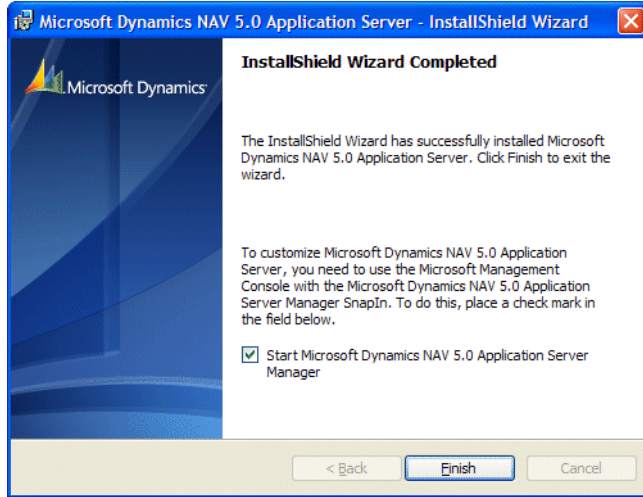 Microsoft Dynamics NAV 5.0 Application Server - InstallShield Wizard
Microsoft Dynamics
InstallShield Wizard Completed
The InstallShield Wizard has successfully installed Microsoft
Dynamics NAV 5.0 Application Server. Click Finish to exit the
wizard.
To customize Microsoft Dynamics NAV 5.0 Application
Server, you need to use the Microsoft Management
Console with the Microsoft Dynamics NAV 5.0 Application
Server Manager SnapIn. To do this, place a check mark in
the field below.
Start Microsoft Dynamics NAV 5.0 Application Server
Manager
< Back Finish Cancel